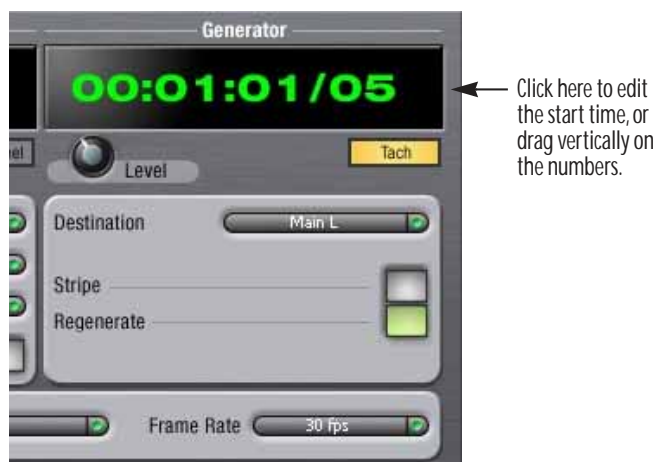 Generator
00:01:01/05
Click here to edit
the start time, or
drag vertically on
the numbers.
Level
Tach
Destination
Main L
Stripe
Regenerate
Frame Rate
30 fps